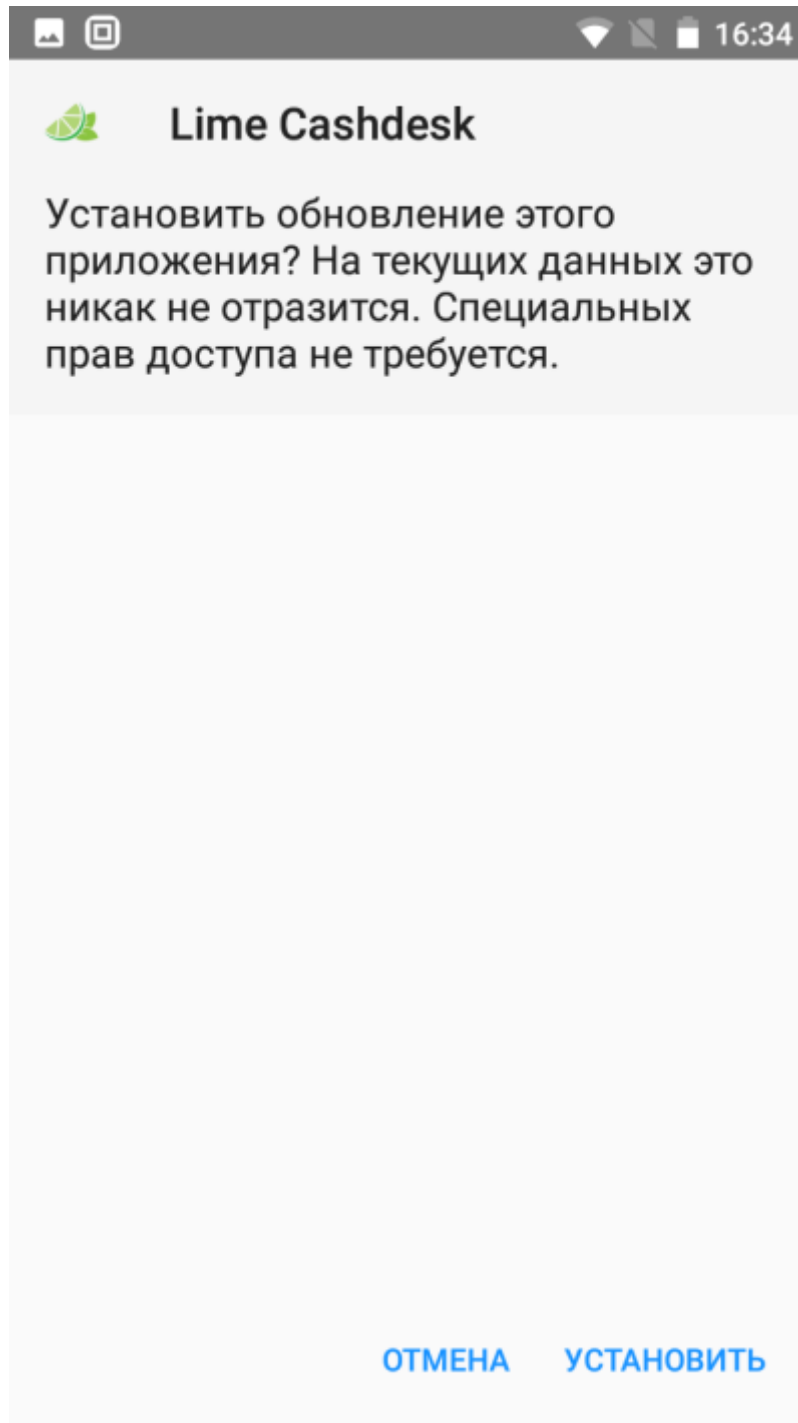 16:34
Lime Cashdesk
Установить обновление этого
приложения? На текущих данных это
никак не отразится. Специальных
прав доступа не требуется.
ОТМЕНА УСТАНОВИТЬ